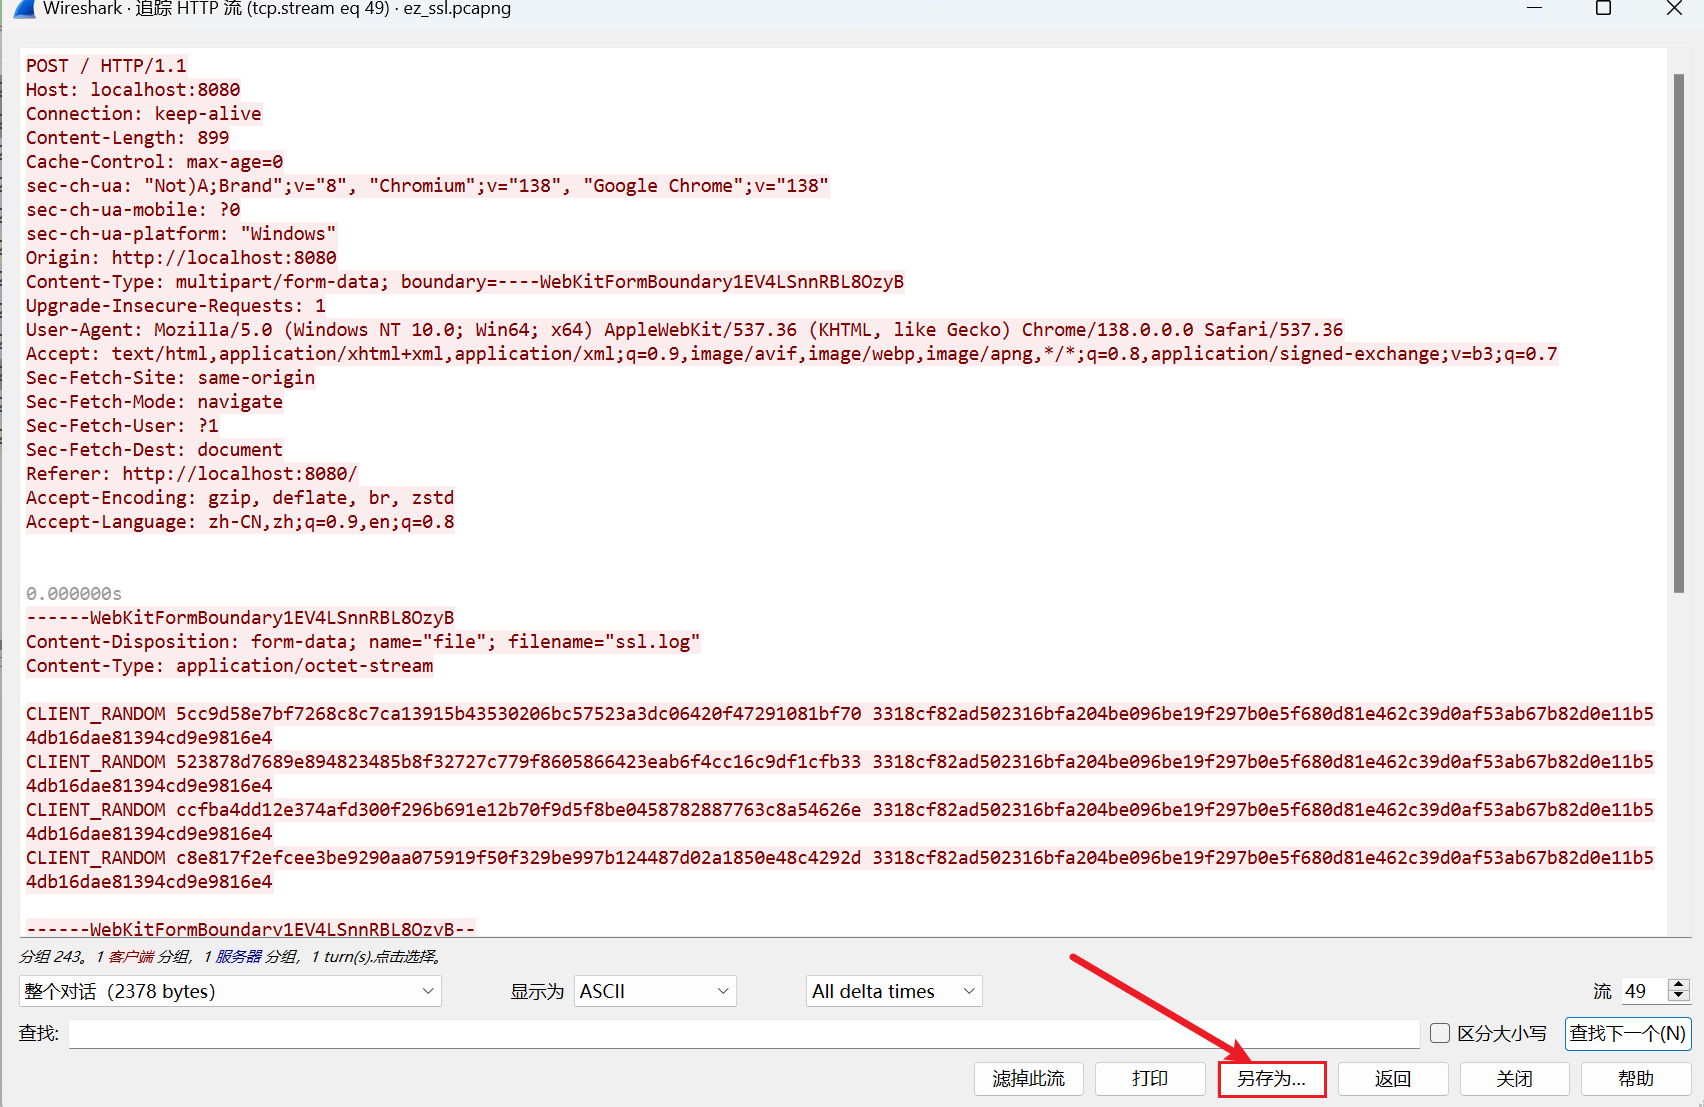 Wireshark · 追踪 HTTP 流 (tcp.stream eq 49) · ez_ssl.pcapng
POST / HTTP/1.1
Host: localhost:8080
Connection: keep-alive
Content-Length: 899
Cache-Control: max-age=0
sec-ch-ua: "Not)A;Brand";v="8", "Chromium";v="138", "Google Chrome";v="138"
sec-ch-ua-mobile: ?0
sec-ch-ua-platform: "Windows"
Origin: http://localhost:8080
Content-Type: multipart/form-data; boundary=----WebKitFormBoundary1EV4LSnnRBL8OzyB
Upgrade-Insecure-Requests: 1
User-Agent: Mozilla/5.0 (Windows NT 10.0; Win64; x64) AppleWebKit/537.36 (KHTML, like Gecko) Chrome/138.0.0.0 Safari/537.36
Accept: text/html,application/xhtml+xml,application/xml;q=0.9,image/avif,image/webp,image/apng,*/*;q=0.8,application/signed-exchange;v=b3;q=0.7
Sec-Fetch-Site: same-origin
Sec-Fetch-Mode: navigate
Sec-Fetch-User: ?1
Sec-Fetch-Dest: document
Referer: http://localhost:8080/
Accept-Encoding: gzip, deflate, br, zstd
Accept-Language: zh-CN,zh;q=0.9,en;q=0.8
0.000000s
------WebKitFormBoundary1EV4LSnnRBL8OzyB
Content-Disposition: form-data; name="file"; filename="ssl.log"
Content-Type: application/octet-stream
CLIENT_RANDOM 5cc9d58e7bf7268c8c7ca13915b43530206bc57523a3dc06420f47291081bf70 3318cf82ad502316bfa204be096be19f297b0e5f680d81e462c39d0af53ab67b82d0e11b5
4db16dae81394cd9e9816e4
CLIENT_RANDOM 523878d7689e894823485b8f32727c779f8605866423eab6f4cc16c9df1cfb33 3318cf82ad502316bfa204be096be19f297b0e5f680d81e462c39d0af53ab67b82d0e11b5
4db16dae81394cd9e9816e4
CLIENT_RANDOM ccfba4dd12e374afd300f296b691e12b70f9d5f8be0458782887763c8a54626e 3318cf82ad502316bfa204be096be19f297b0e5f680d81e462c39d0af53ab67b82d0e11b5
4db16dae81394cd9e9816e4
CLIENT_RANDOM c8e817f2efcee3be9290aa075919f50f329be997b124487d02a1850e48c4292d 3318cf82ad502316bfa204be096be19f297b0e5f680d81e462c39d0af53ab67b82d0e11b5
4db16dae81394cd9e9816e4
------WebKitFormBoundary1EV4LSnnRBL8OzyB--
分组 243。1 客户端 分组，1 服务器 分组，1 turn(s).点击选择。
整个对话（2378 bytes） 显示为 ASCII All delta times 流 49
查找: 区分大小写 查找下一个(N)
滤掉此流 打印 另存为… 返回 关闭 帮助